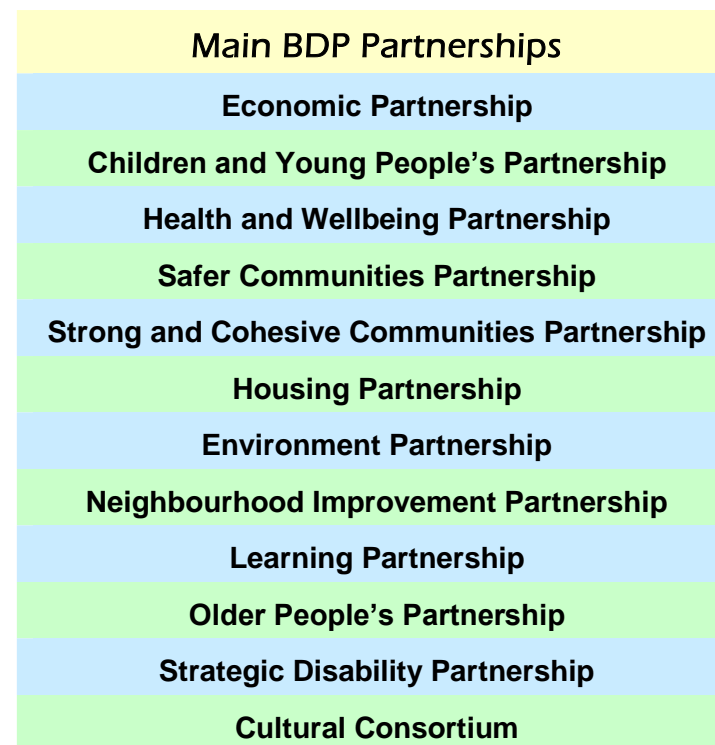 Main BDP Partnerships
Economic Partnership
Children and Young People’s Partnership
Health and Wellbeing Partnership
Safer Communities Partnership
Strong and Cohesive Communities Partnership
Housing Partnership
Environment Partnership
Neighbourhood Improvement Partnership
Learning Partnership
Older People’s Partnership
Strategic Disability Partnership
Cultural Consortium